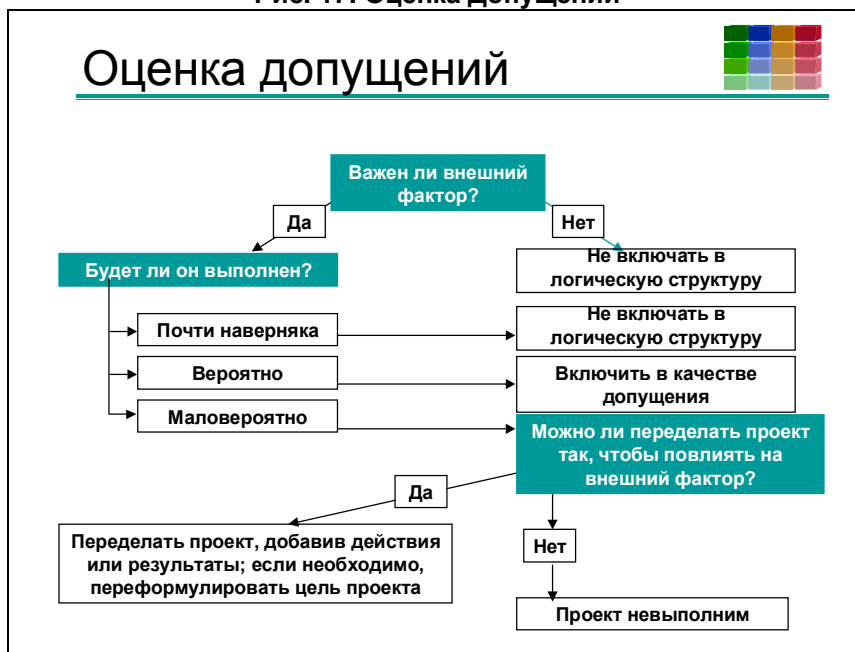 Оценка допущений
Важен ли внешний
фактор?
Да
Нет
Будет ли он выполнен?
Не включать в
логическую структуру
Почти наверняка
Не включать в
логическую структуру
Вероятно
Включить в качестве
допущения
Маловероятно
Можно ли переделать проект
так, чтобы повлиять на
внешний фактор?
Да
Переделать проект, добавив действия
или результаты; если необходимо,
переформулировать цель проекта
Нет
Проект невыполним